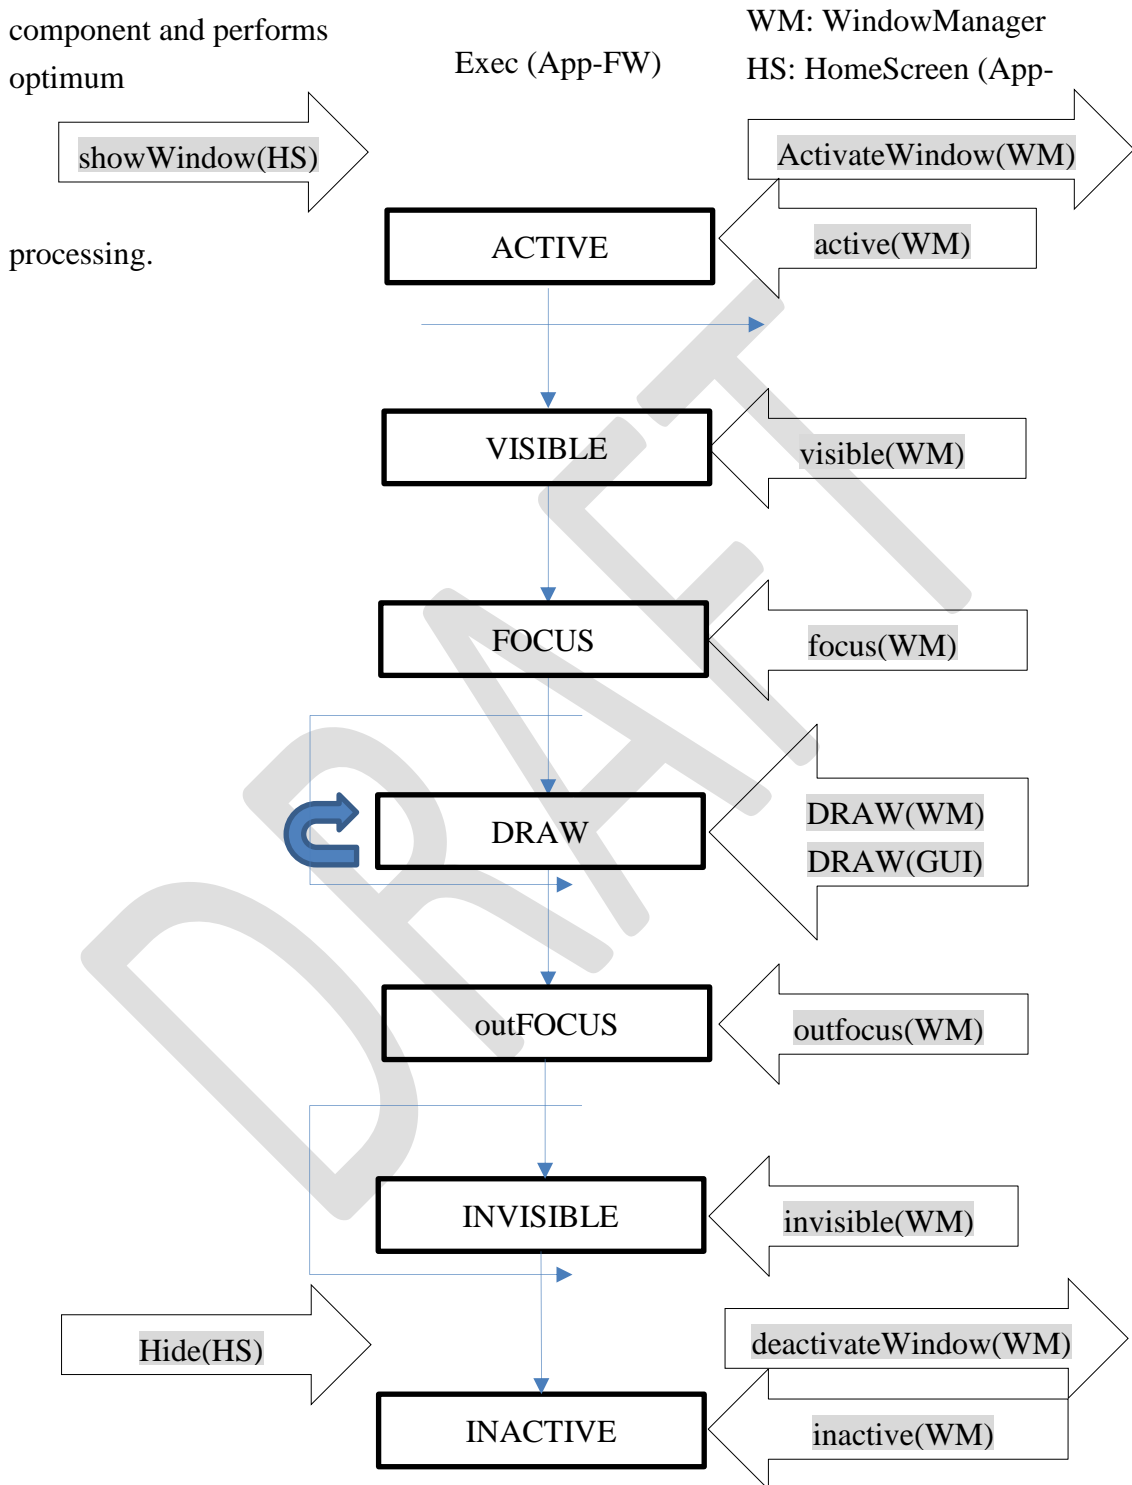 component and performs
optimum
Exec (App-FW)
WM: WindowManager
HS: HomeScreen (App-
showWindow(HS)
ActivateWindow(WM)
processing.
ACTIVE
active(WM)
VISIBLE
visible(WM)
FOCUS
focus(WM)
DRAW
DRAW(WM)
DRAW(GUI)
outFOCUS
outfocus(WM)
INVISIBLE
invisible(WM)
Hide(HS)
deactivateWindow(WM)
INACTIVE
inactive(WM)
DRAFT